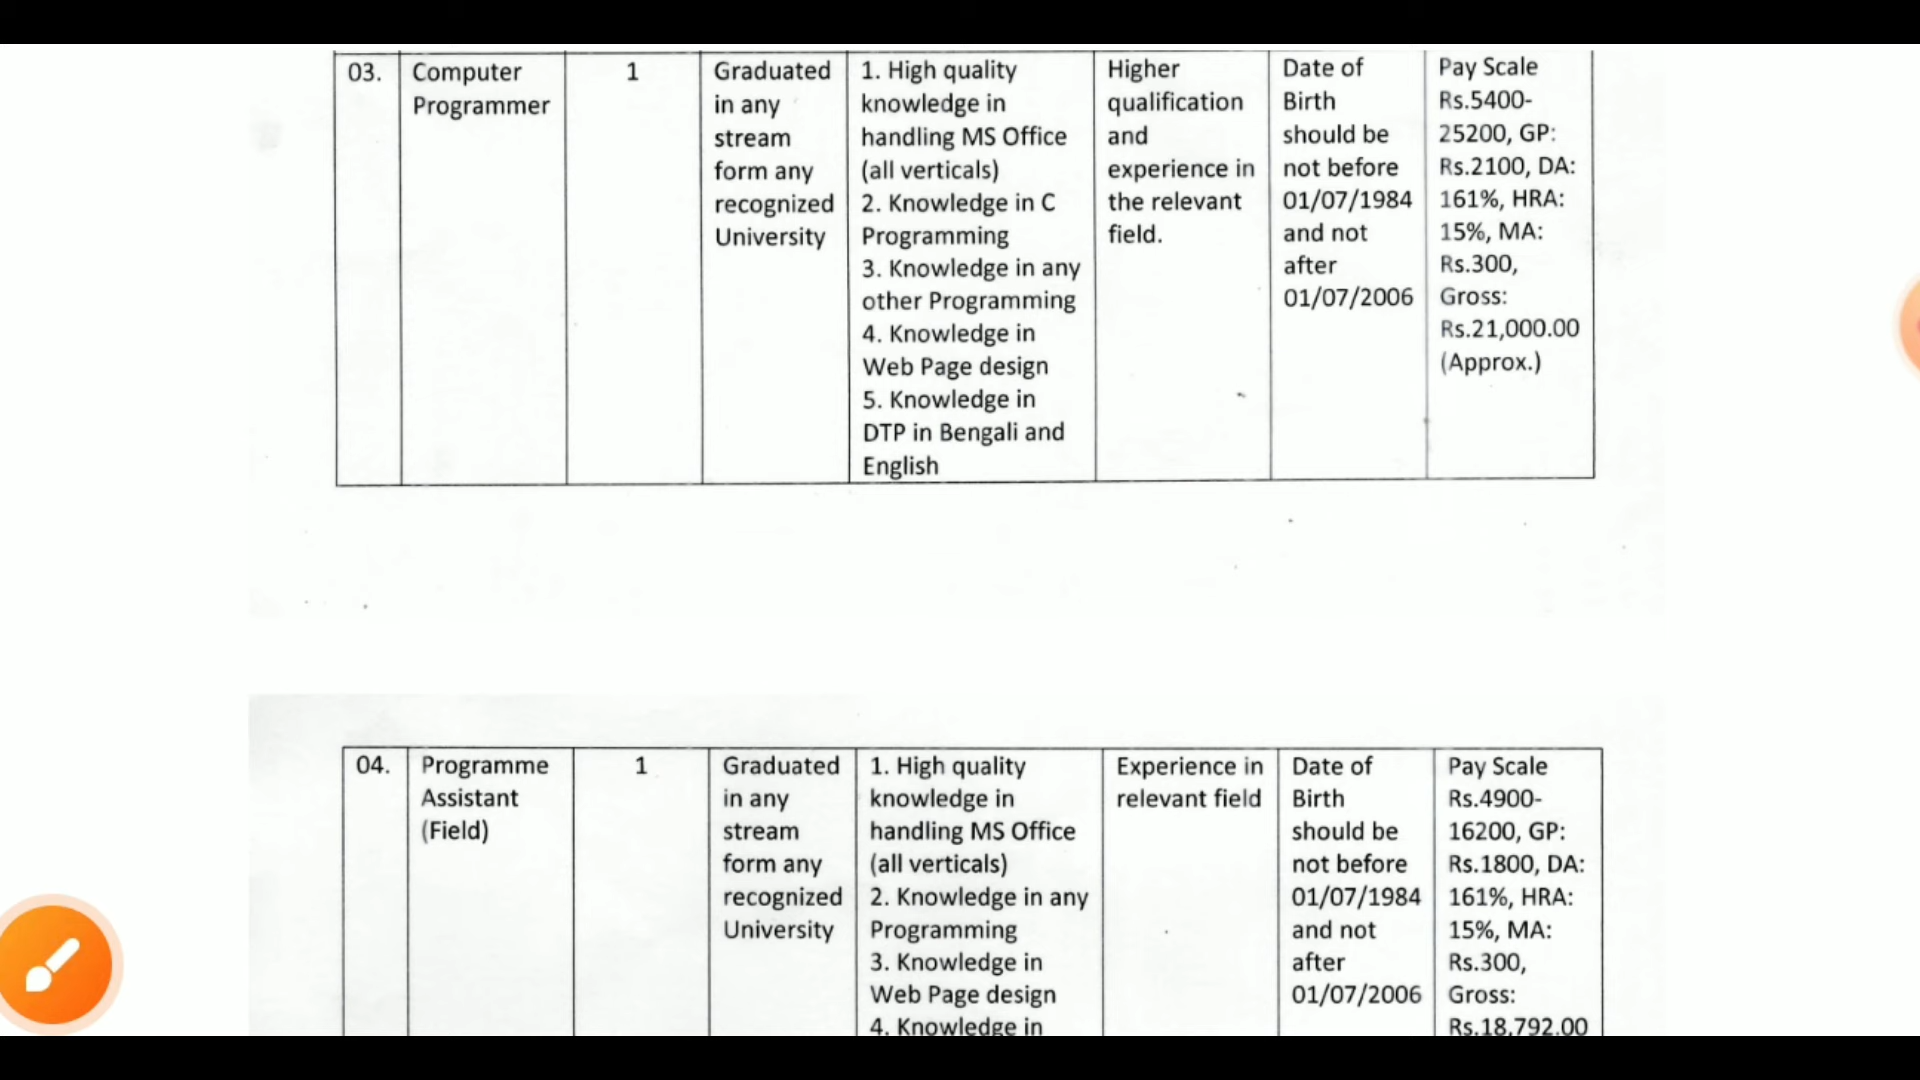 03.
Computer
Programmer
1
Graduated
in any
stream
form any
recognized
University
1. High quality
knowledge in
handling MS Office
(all verticals)
2. Knowledge in C
Programming
3. Knowledge in any
other Programming
4. Knowledge in
Web Page design
5. Knowledge in
DTP in Bengali and
English
Higher
qualification
and
experience in
the relevant
field.
Date of
Birth
should be
not before
01/07/1984
and not
after
01/07/2006
Pay Scale
Rs.5400-
25200, GP:
Rs.2100, DA:
161%, HRA:
15%, MA:
Rs.300,
Gross:
Rs.21,000.00
(Approx.)
04.
Programme
Assistant
(Field)
1
Graduated
in any
stream
form any
recognized
University
1. High quality
knowledge in
handling MS Office
(all verticals)
2. Knowledge in any
Programming
3. Knowledge in
Web Page design
4. Knowledge in
Experience in
relevant field
Date of
Birth
should be
not before
01/07/1984
and not
after
01/07/2006
Pay Scale
Rs.4900-
16200, GP:
Rs.1800, DA:
161%, HRA:
15%, MA:
Rs.300,
Gross:
Rs.18,792.00